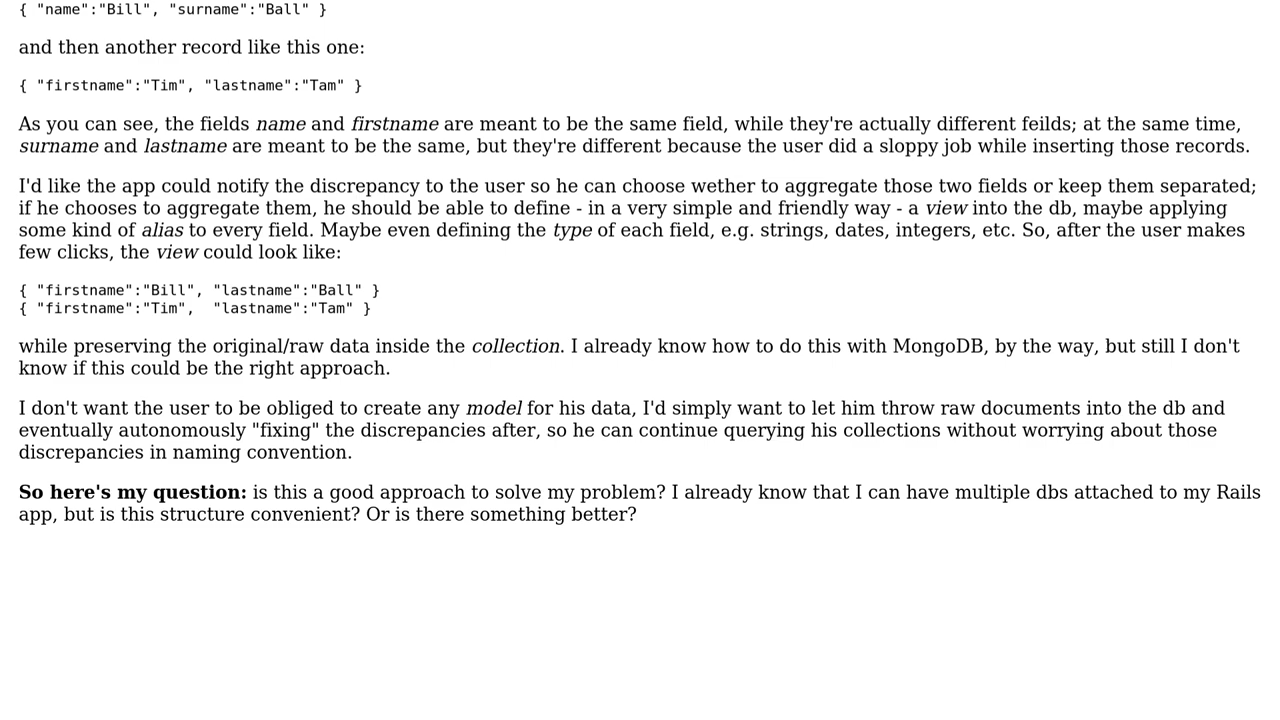 { "name":"Bill", "surname":"Ball" }
and then another record like this one:
{ "firstname":"Tim", "lastname":"Tam" }
As you can see, the fields name and firstname are meant to be the same field, while they're actually different feilds; at the same time,
surname and lastname are meant to be the same, but they're different because the user did a sloppy job while inserting those records.
I'd like the app could notify the discrepancy to the user so he can choose wether to aggregate those two fields or keep them separated;
if he chooses to aggregate them, he should be able to define - in a very simple and friendly way - a view into the db, maybe applying
some kind of alias to every field. Maybe even defining the type of each field, e.g. strings, dates, integers, etc. So, after the user makes
few clicks, the view could look like:
{ "firstname":"Bill", "lastname":"Ball" }
{ "firstname":"Tim",  "lastname":"Tam" }
while preserving the original/raw data inside the collection. I already know how to do this with MongoDB, by the way, but still I don't
know if this could be the right approach.
I don't want the user to be obliged to create any model for his data, I'd simply want to let him throw raw documents into the db and
eventually autonomously "fixing" the discrepancies after, so he can continue querying his collections without worrying about those
discrepancies in naming convention.
So here's my question: is this a good approach to solve my problem? I already know that I can have multiple dbs attached to my Rails
app, but is this structure convenient? Or is there something better?